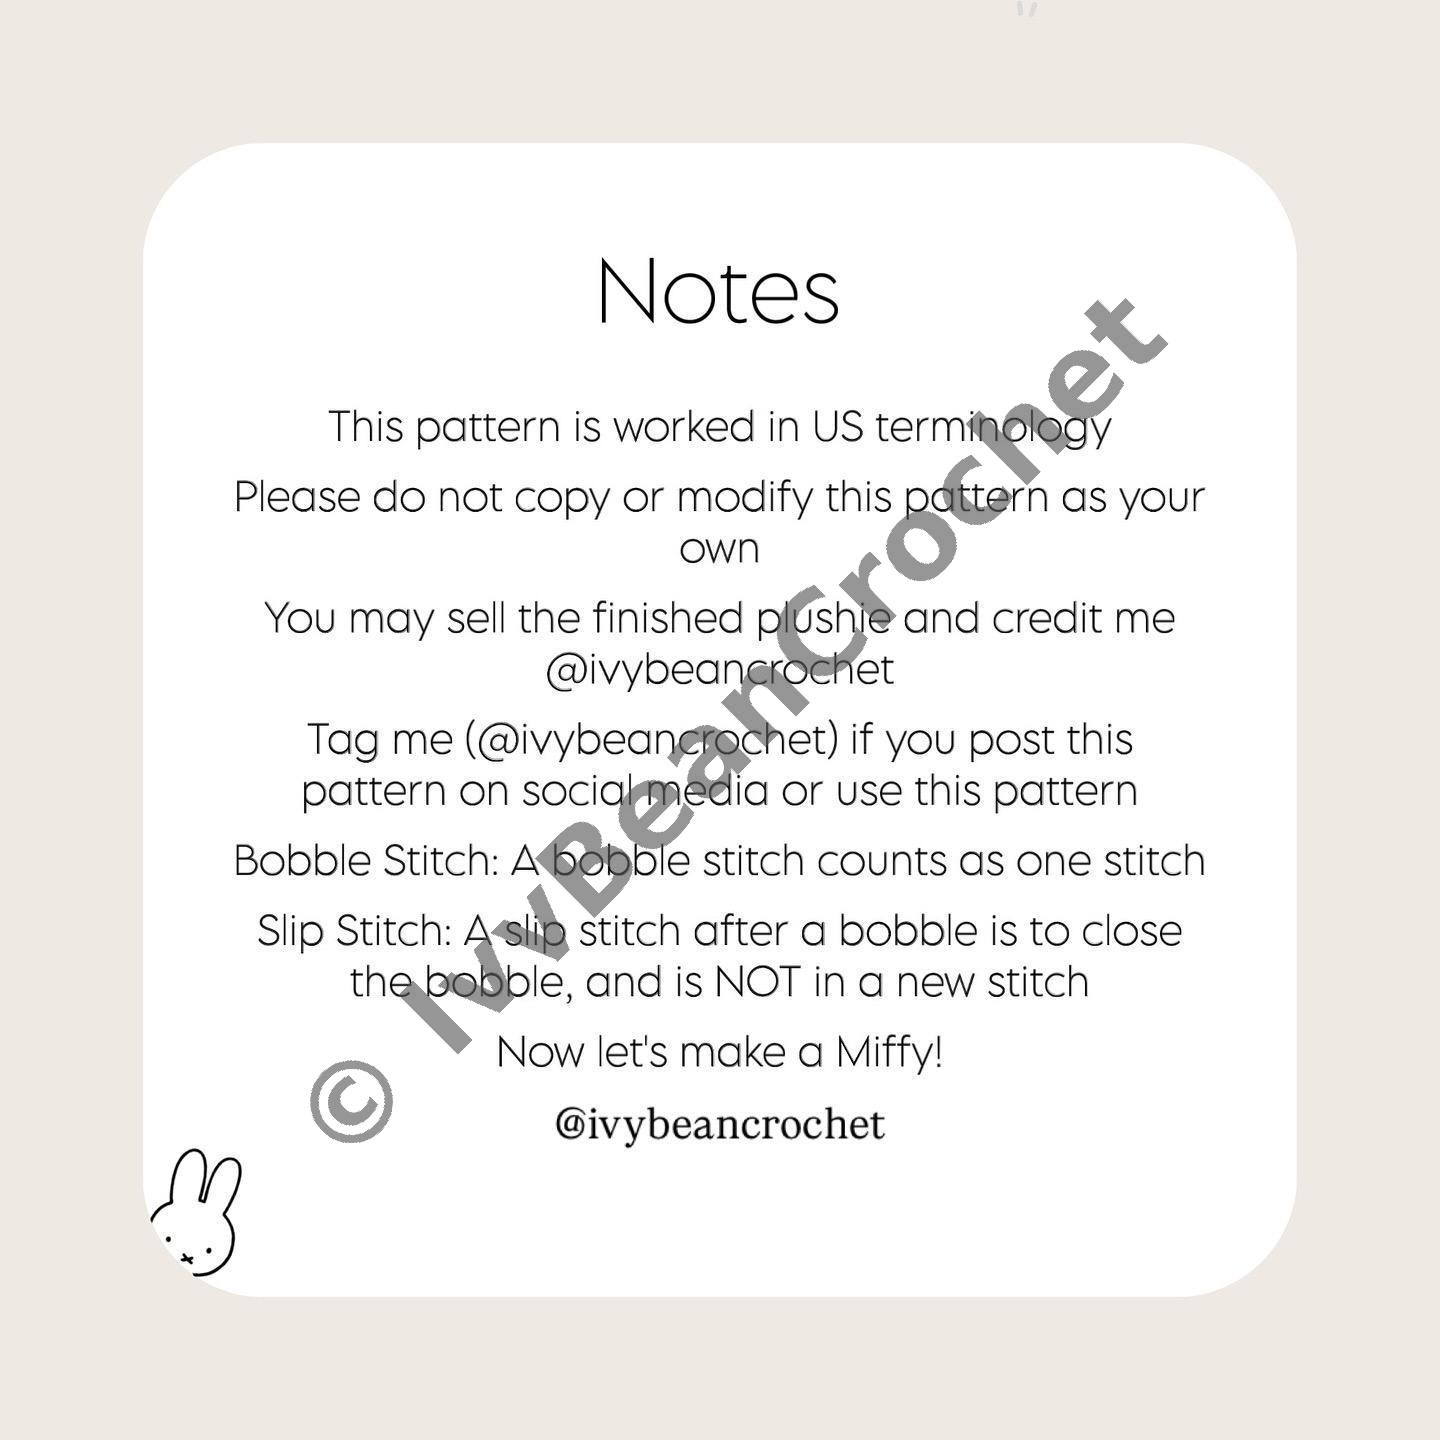 Notes
This pattern is worked in US terminology
Please do not copy or modify this pattern as your
own
You may sell the finished plushie and credit me
@ivybeancrochet
Tag me (@ivybeancrochet) if you post this
pattern on social media or use this pattern
Bobble Stitch: A bobble stitch counts as one stitch
Slip Stitch: A slip stitch after a bobble is to close
the bobble, and is NOT in a new stitch
Now let's make a Miffy!
@ivybeancrochet
© IvyBeanCrochet